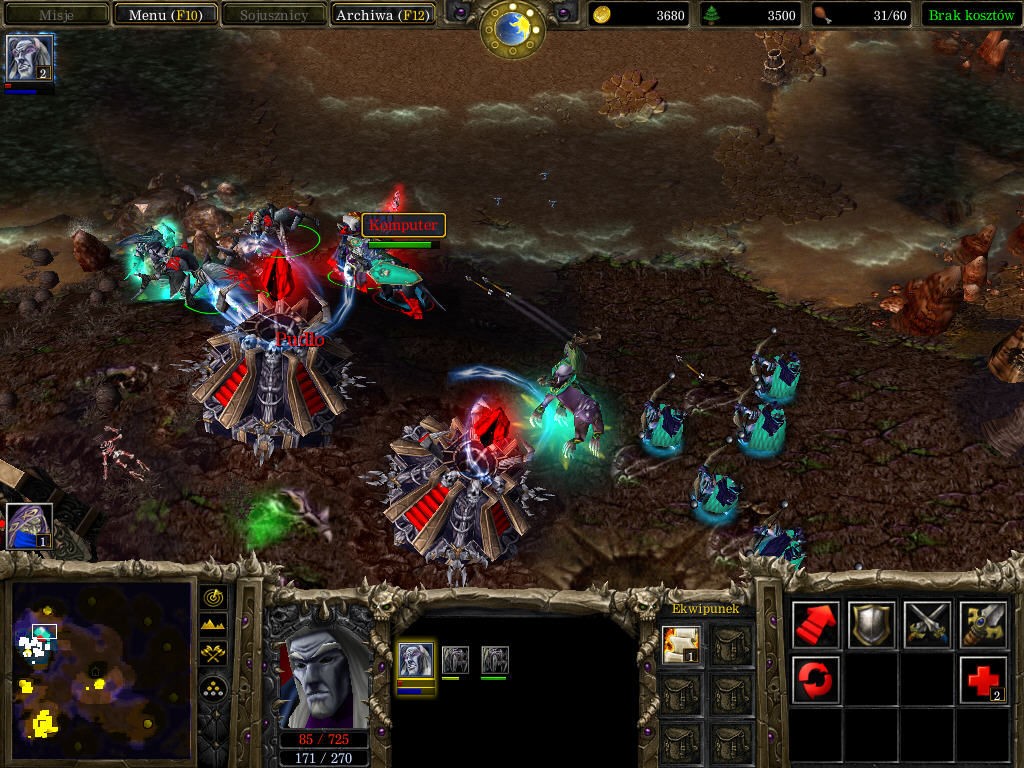 Misje
Menu (F10)
Sojusznicy
Archiwa (F12)
3680
3500
31/60
Brak kosztów
2
Komputer
Pudło
1
Ekwipunek
1
2
85 / 725
171 / 270